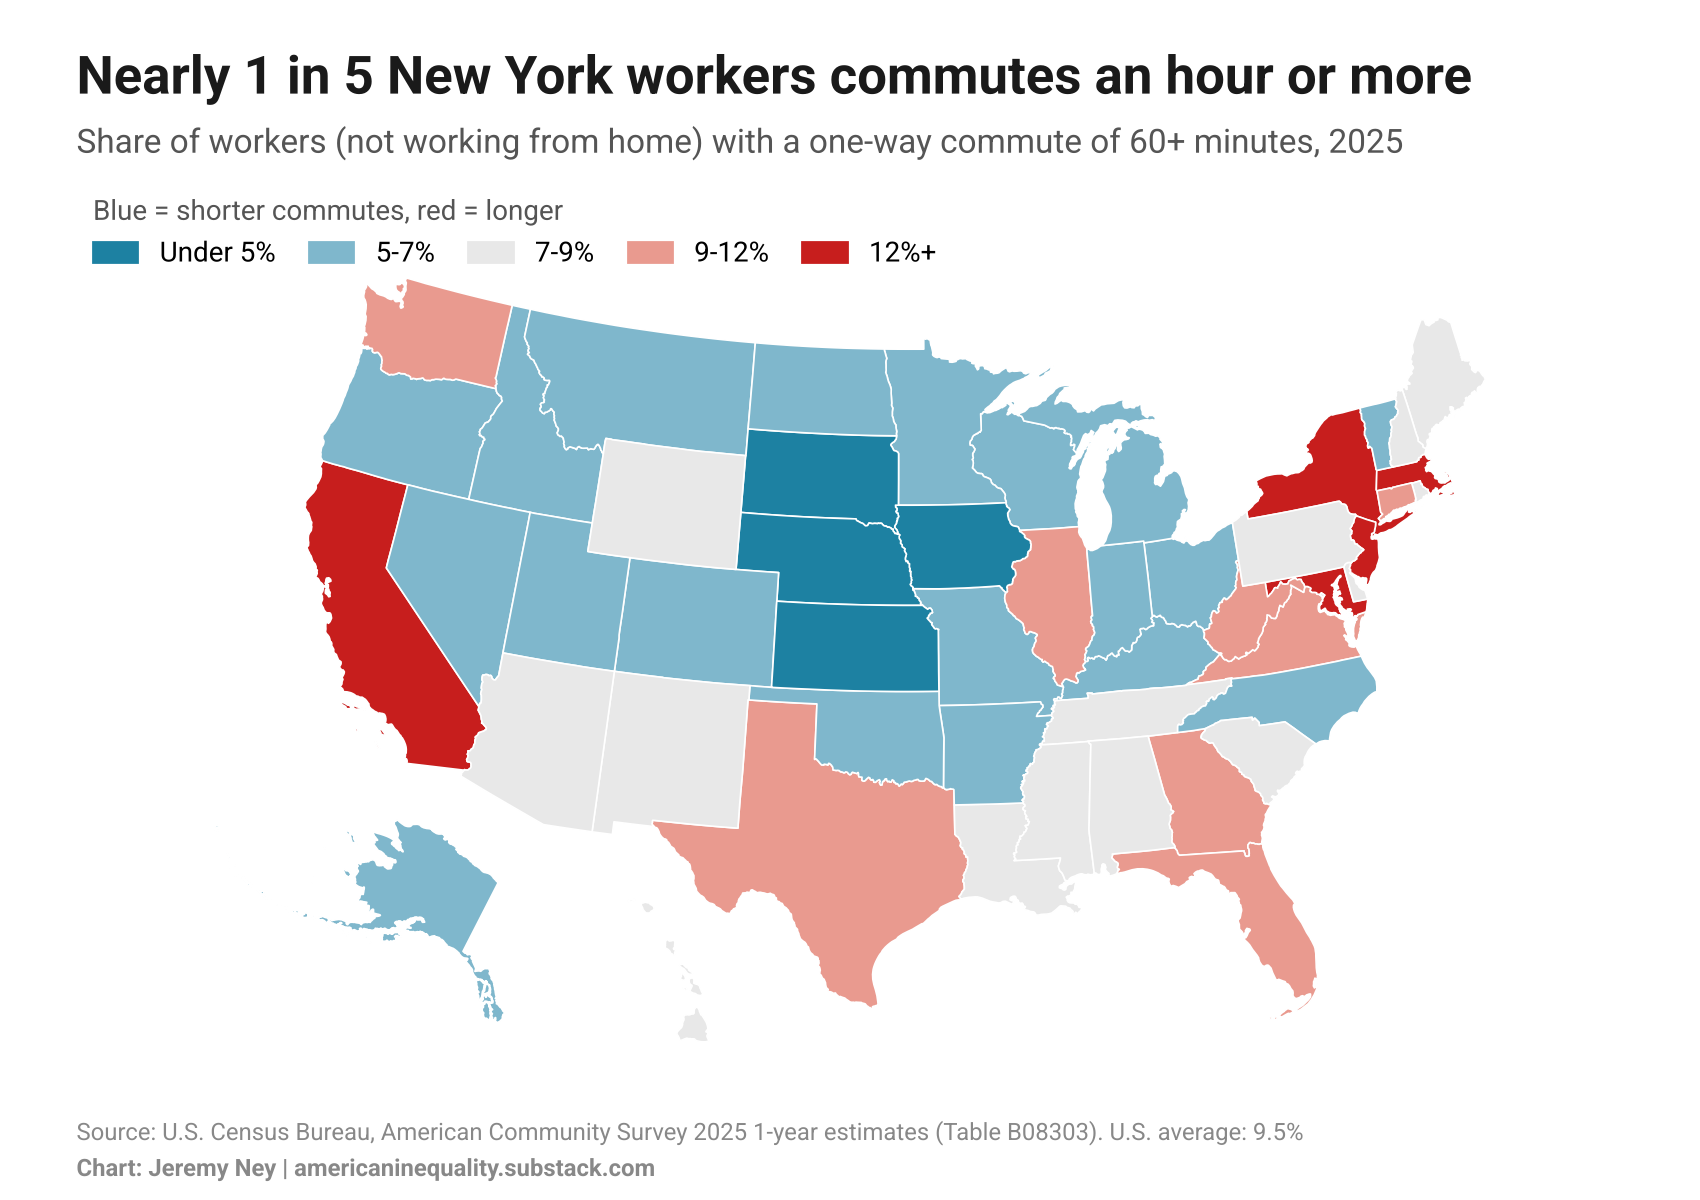 Nearly 1 in 5 New York workers commutes an hour or more
Share of workers (not working from home) with a one-way commute of 60+ minutes, 2025
Blue = shorter commutes, red = longer
Under 5% 5-7% 7-9% 9-12% 12%+
Source: U.S. Census Bureau, American Community Survey 2025 1-year estimates (Table B08303). U.S. average: 9.5%
Chart: Jeremy Ney | americaninequality.substack.com